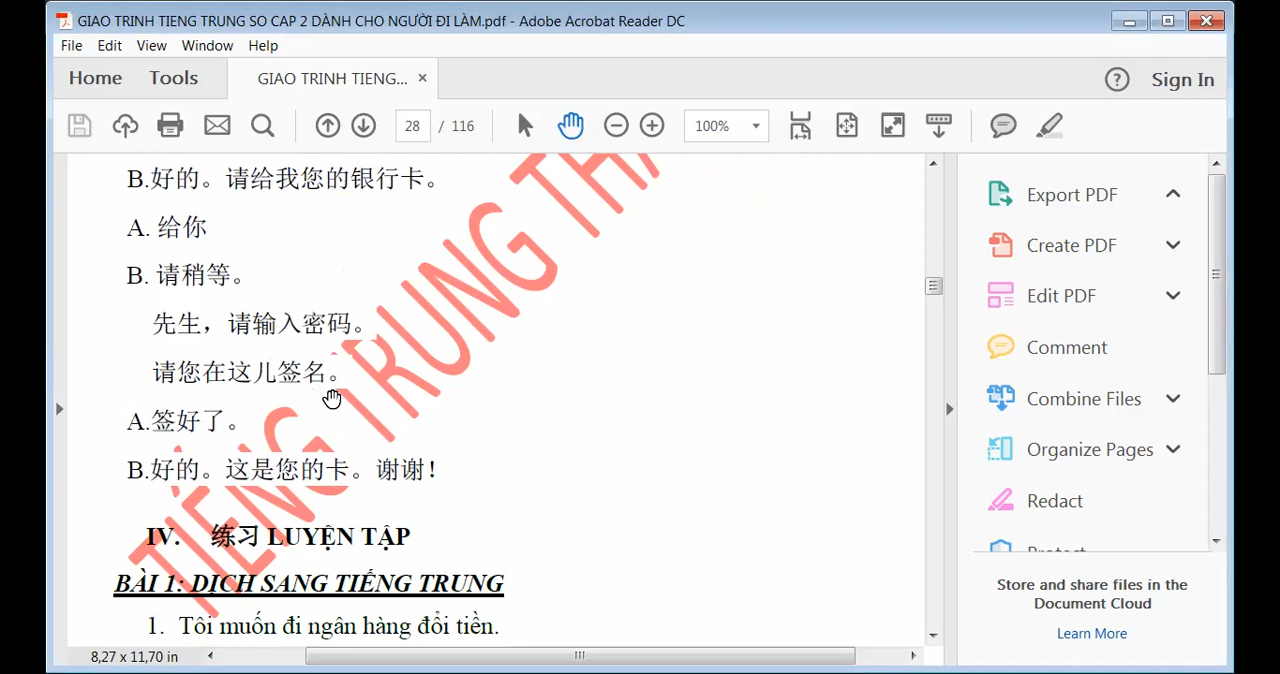 GIAO TRINH TIENG TRUNG SO CAP 2 DÀNH CHO NGƯỜI ĐI LÀM.pdf - Adobe Acrobat Reader DC
File Edit View Window Help
Home Tools GIAO TRINH TIENG... × ? Sign In
28 / 116 100%
B.好的。请给我您的银行卡。
A. 给你
B. 请稍等。
先生，请输入密码。
请您在这儿签名。
A.签好了。
B.好的。这是您的卡。谢谢！
IV. 练习 LUYỆN TẬP
BÀI 1: DỊCH SANG TIẾNG TRUNG
1. Tôi muốn đi ngân hàng đổi tiền.
TIẾNG TRUNG
8,27 x 11,70 in
Export PDF
Create PDF
Edit PDF
Comment
Combine Files
Organize Pages
Redact
Protect
Store and share files in the
Document Cloud
Learn More